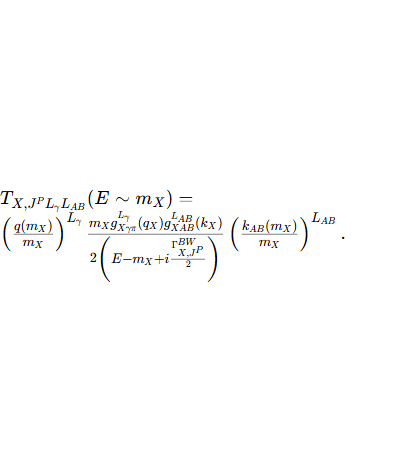 T_{X,J^P L_γ L_{AB}}(E ∼ m_X) =
\left(\frac{q(m_X)}{m_X}\right)^{L_γ} \frac{m_X g^{L_γ}_{Xγπ}(q_X) g^{L_{AB}}_{XAB}(k_X)}{2\left(E−m_X+i\frac{Γ^{BW}_{X,J^P}}{2}\right)} \left(\frac{k_{AB}(m_X)}{m_X}\right)^{L_{AB}} .